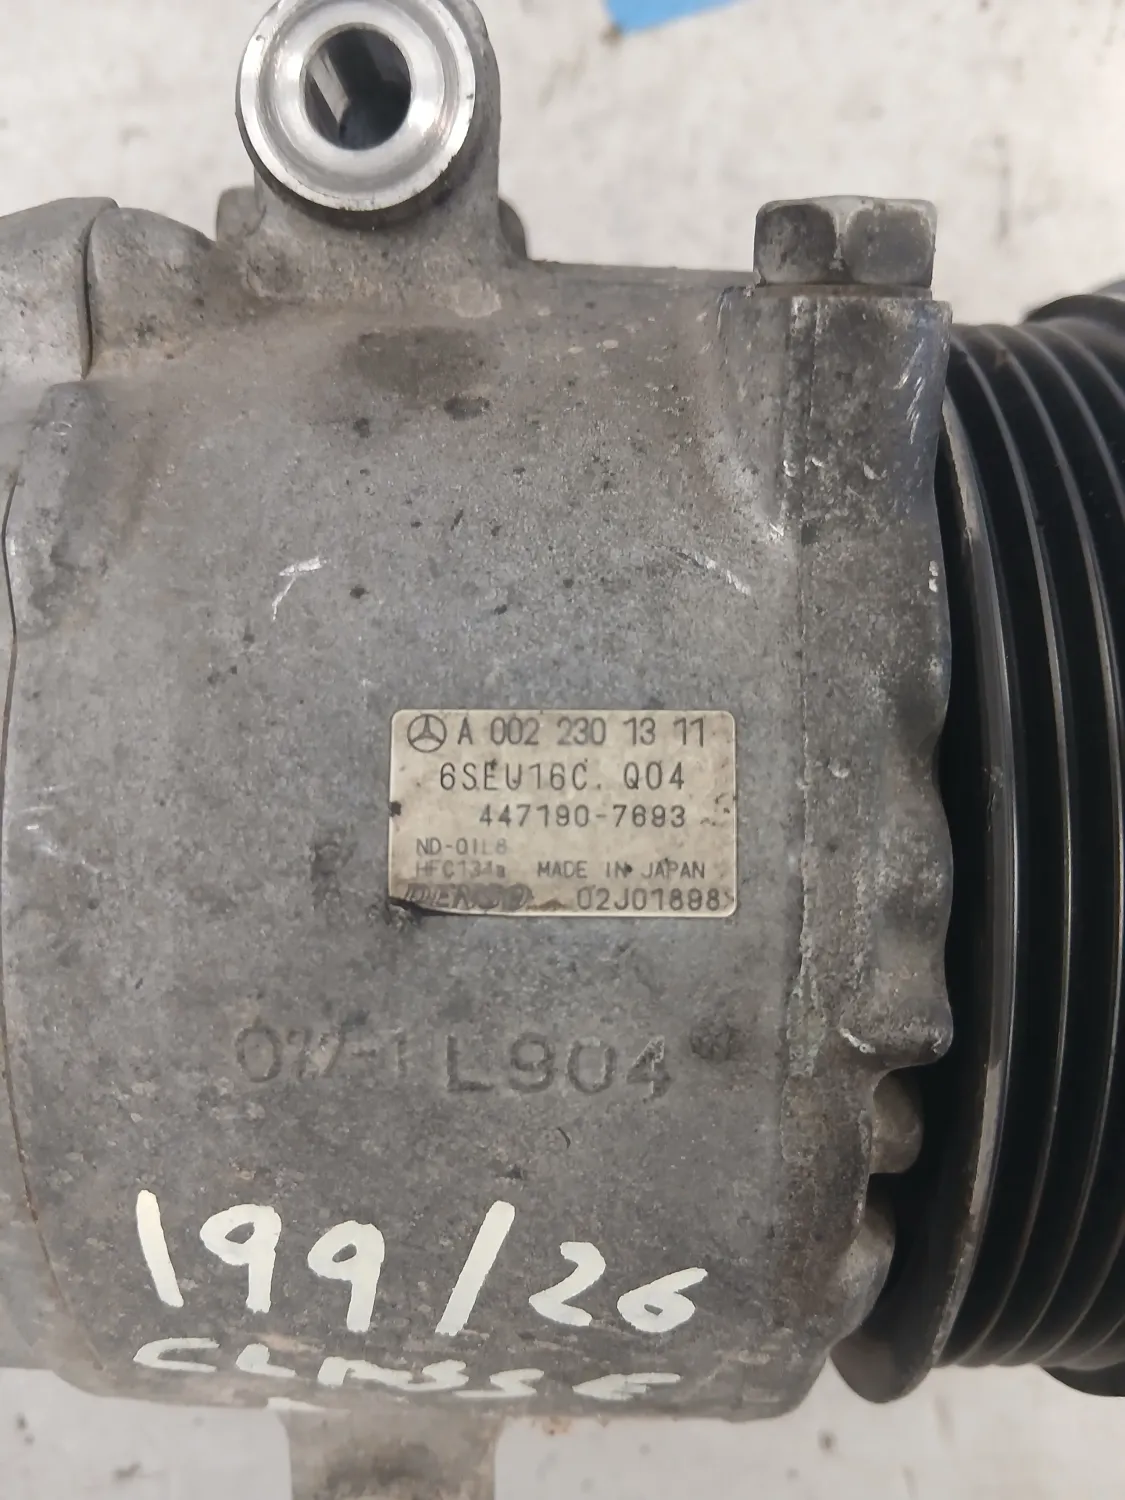 A 002 230 13 11
6SEU16C. Q04
447190-7693
ND-OIL8
HFC134a MADE IN JAPAN
DENSO 02J01898
L904
199/26
CLASSE